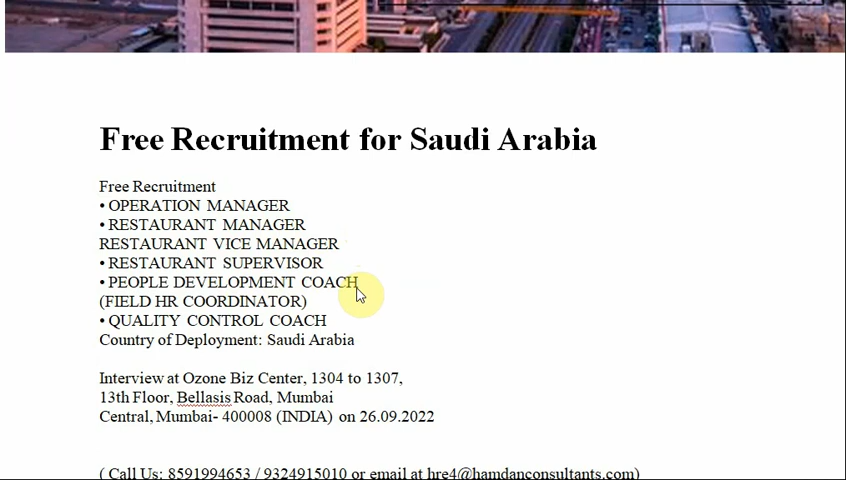 Free Recruitment for Saudi Arabia
Free Recruitment
• OPERATION MANAGER
• RESTAURANT MANAGER
RESTAURANT VICE MANAGER
• RESTAURANT SUPERVISOR
• PEOPLE DEVELOPMENT COACH
(FIELD HR COORDINATOR)
• QUALITY CONTROL COACH
Country of Deployment: Saudi Arabia
Interview at Ozone Biz Center, 1304 to 1307,
13th Floor, Bellasis Road, Mumbai
Central, Mumbai- 400008 (INDIA) on 26.09.2022
( Call Us: 8591994653 / 9324915010 or email at hre4@hamdanconsultants.com)